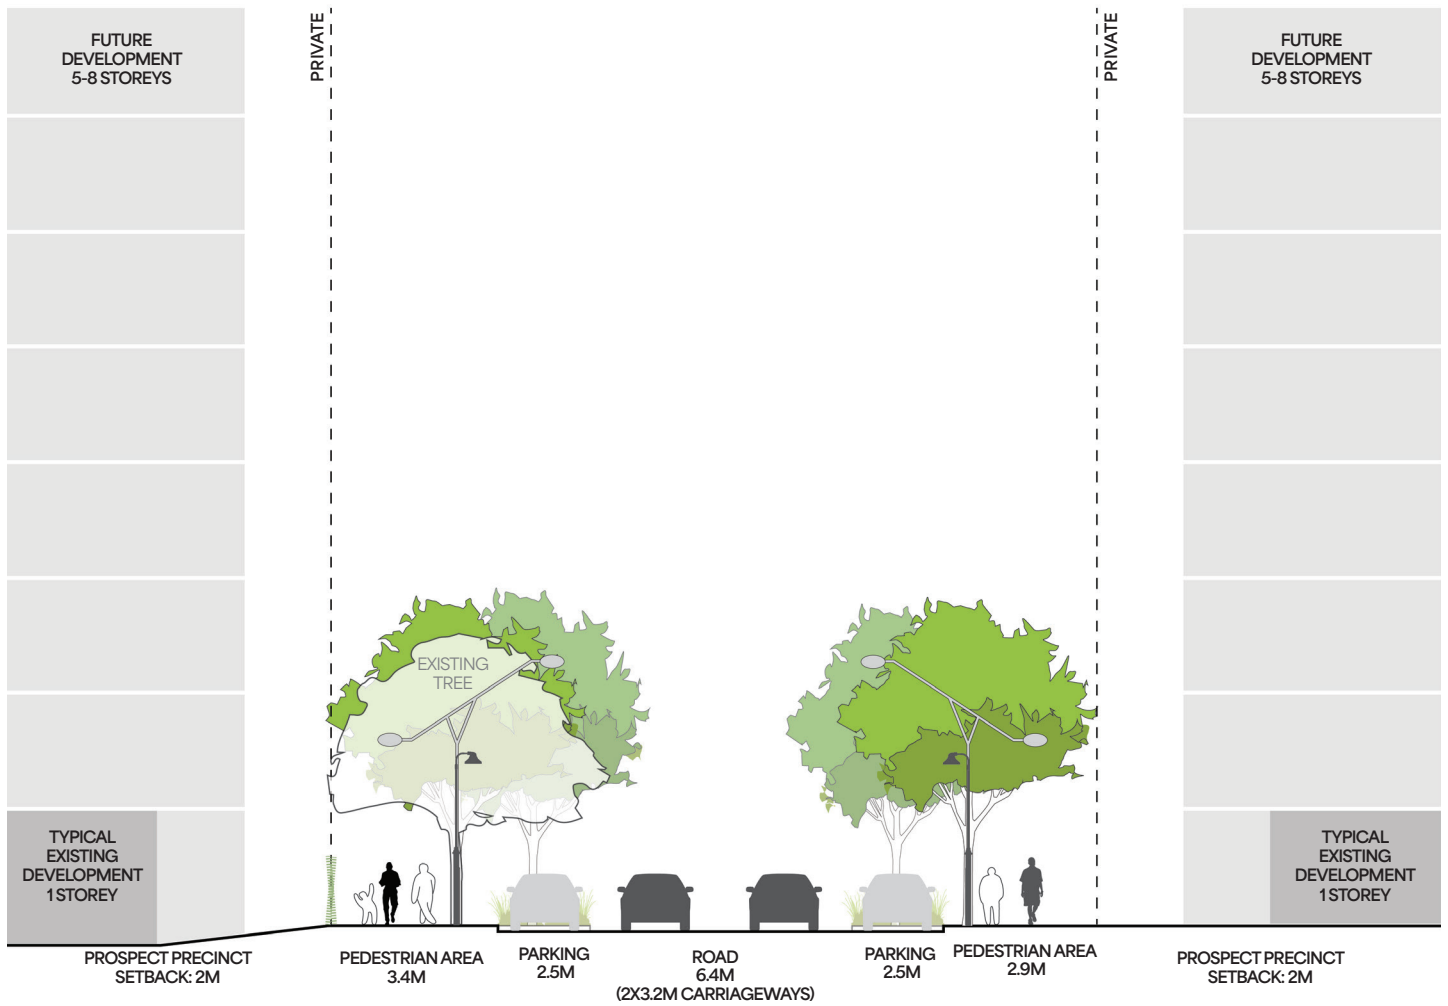 FUTURE
DEVELOPMENT
5-8 STOREYS
PRIVATE
PRIVATE
FUTURE
DEVELOPMENT
5-8 STOREYS
EXISTING
TREE
TYPICAL
EXISTING
DEVELOPMENT
1 STOREY
TYPICAL
EXISTING
DEVELOPMENT
1 STOREY
PROSPECT PRECINCT
SETBACK: 2M
PEDESTRIAN AREA
3.4M
PARKING
2.5M
ROAD
6.4M
(2X3.2M CARRIAGEWAYS)
PARKING
2.5M
PEDESTRIAN AREA
2.9M
PROSPECT PRECINCT
SETBACK: 2M